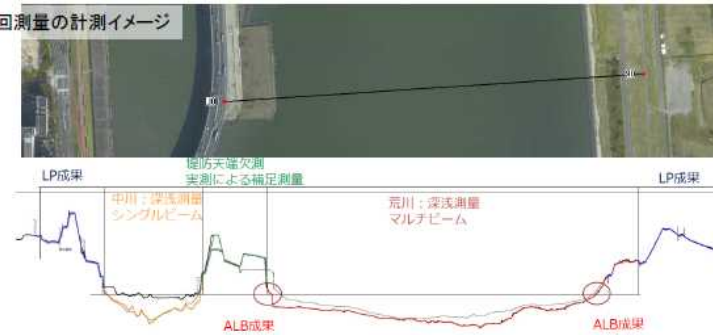 回測量の計測イメージ
LP成果
堤防天端欠測
実測による補足測量
中川:深浅測量
シングルビーム
荒川:深浅測量
マルチビーム
LP成果
ALB成果
ALB成果